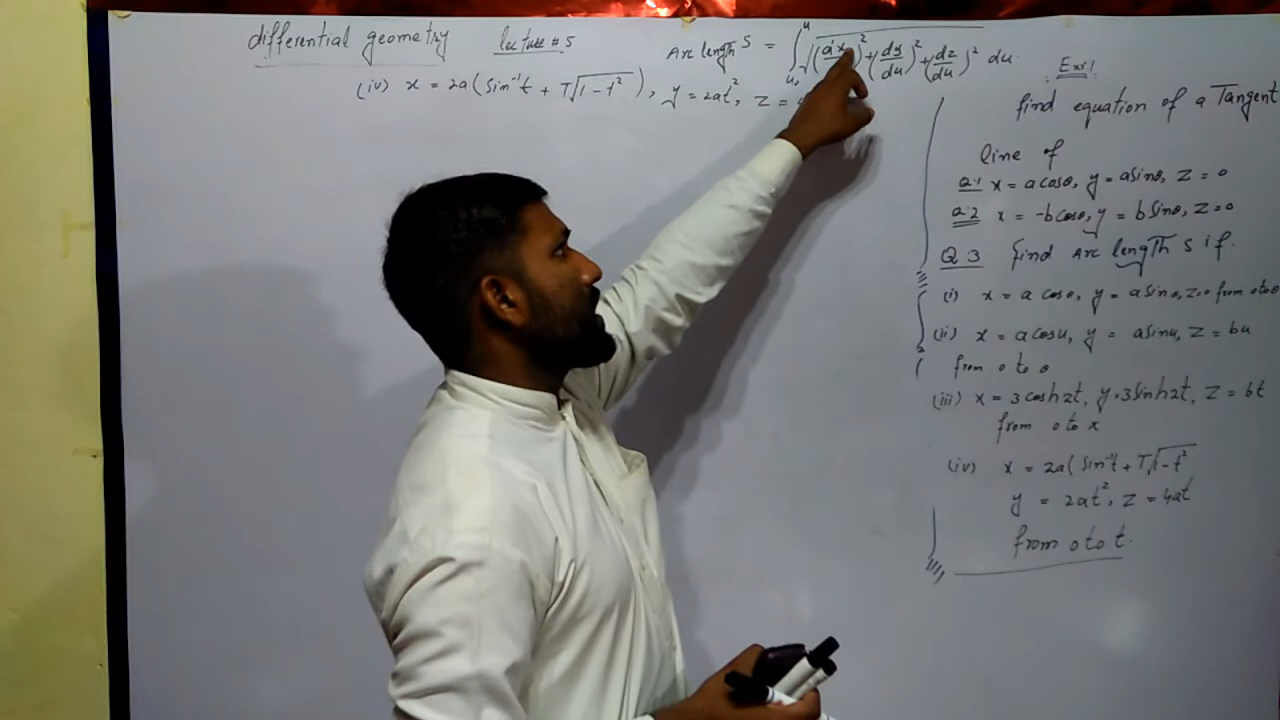 differential geometry lecture # 5
Arc length S = ∫ᵤ₀ᵘ √((dx)²+(dy/du)²+(dz/du)² du
(iv) x = 2a(Sin⁻¹t + T√(1-t²)), y = 2at², z =
Exr 1
find equation of a Tangent
line of
Q.1 x = a cosθ, y = a Sinθ, z = 0
Q.2 x = -b cosθ, y = b Sinθ, z = 0
Q.3 find Arc length S if.
(i) x = a cosθ, y = a Sinθ, z=0 from 0 to θ
(ii) x = a cosu, y = a sinu, z = bu
from 0 to θ
(iii) x = 3 cosh2t, y = 3 Sinh2t, z = 6t
from 0 to x
(iv) x = 2a(Sin⁻¹t + T√(1-t²)
y = 2at², z = 4at
from 0 to t.